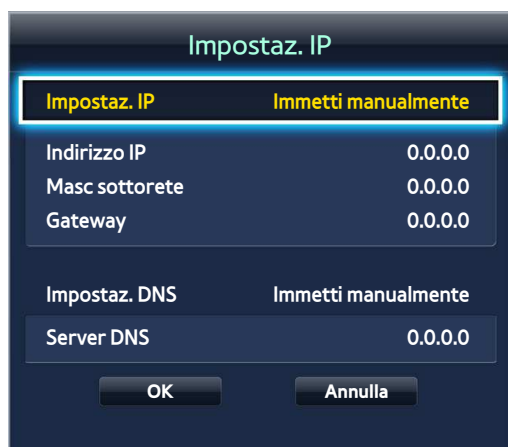 Impostaz. IP
Impostaz. IP Immetti manualmente
Indirizzo IP 0.0.0.0
Masc sottorete 0.0.0.0
Gateway 0.0.0.0
Impostaz. DNS Immetti manualmente
Server DNS 0.0.0.0
OK Annulla